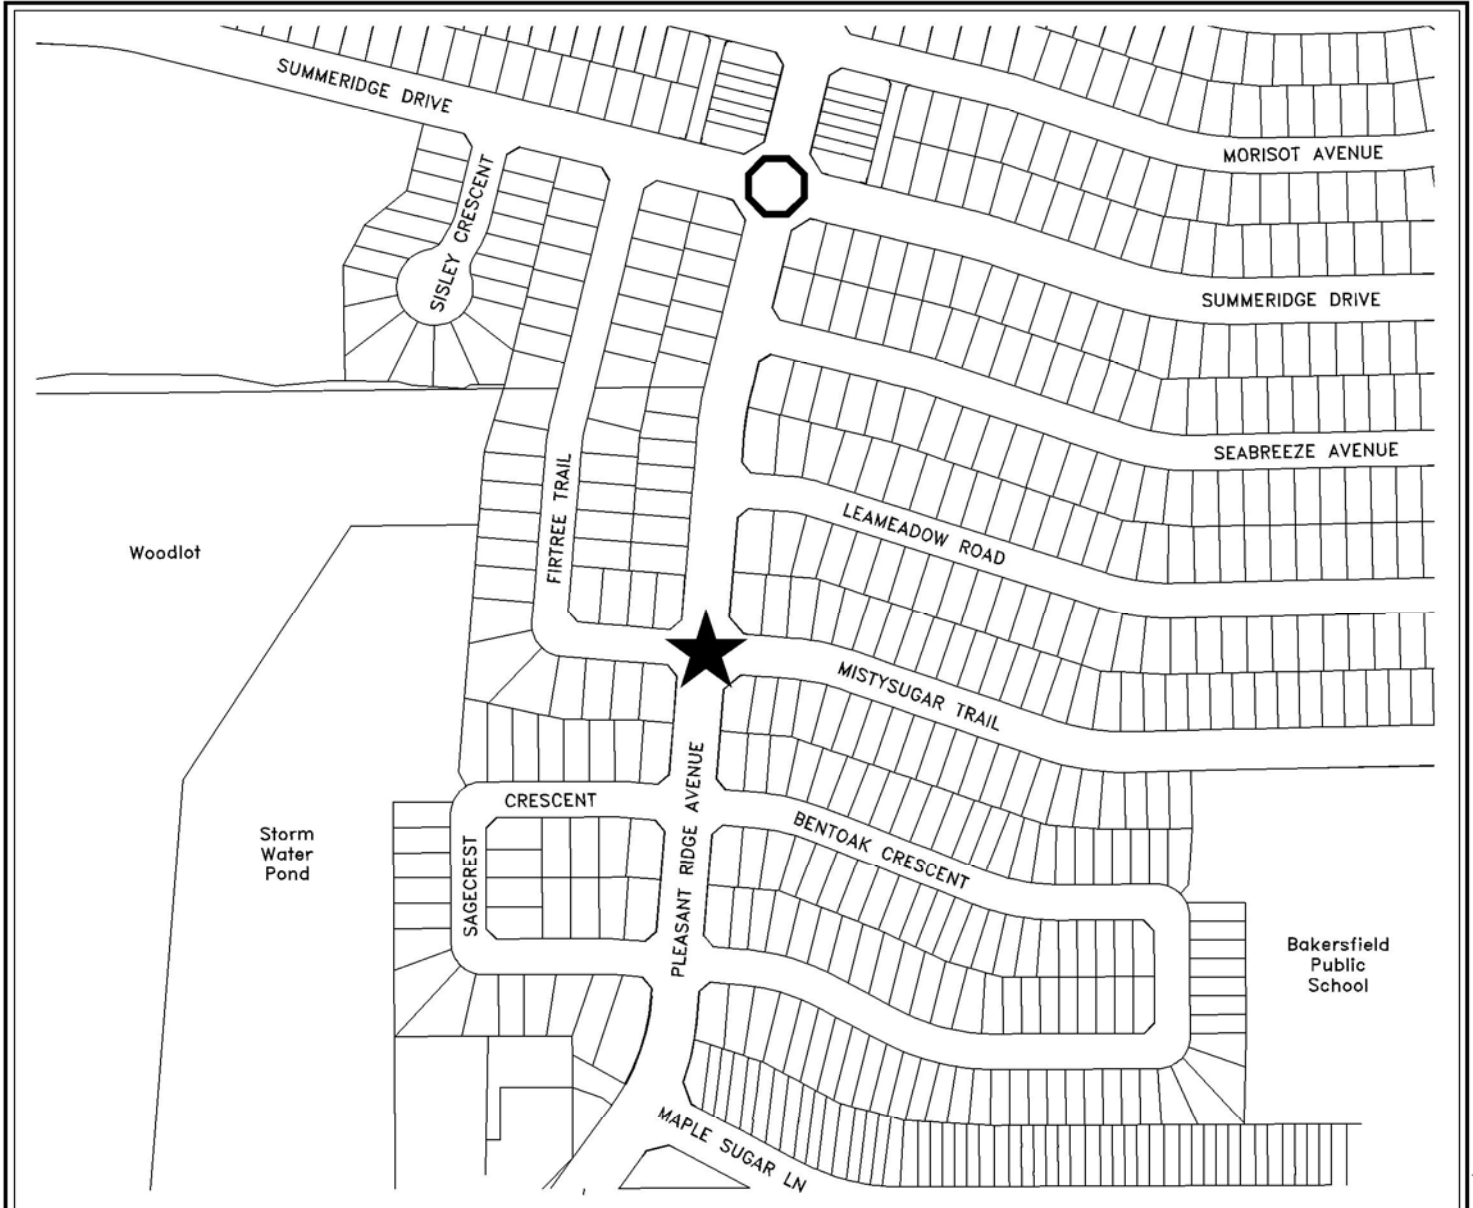 SUMMERIDGE DRIVE
MORISOT AVENUE
SISLEY CRESCENT
SUMMERIDGE DRIVE
SEABREEZE AVENUE
LEAMEADOW ROAD
FIRTREE TRAIL
Woodlot
MISTYSUGAR TRAIL
PLEASANT RIDGE AVENUE
CRESCENT
BENTOAK CRESCENT
SAGECREST
Storm
Water
Pond
Bakersfield
Public
School
MAPLE SUGAR LN